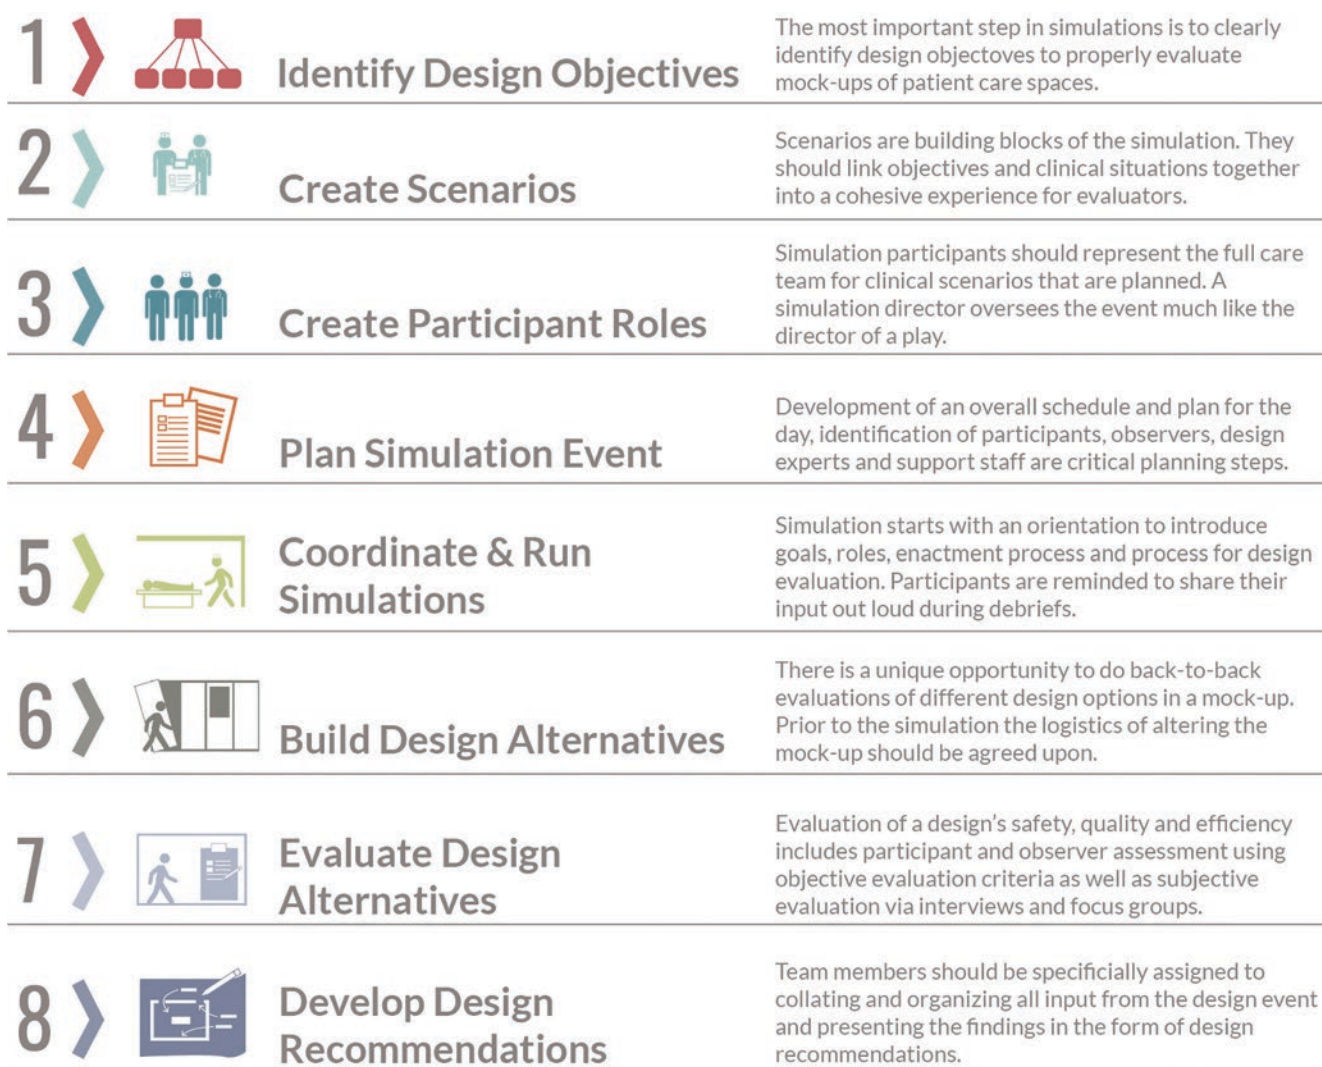 1
Identify Design Objectives
The most important step in simulations is to clearly
identify design objectoves to properly evaluate
mock-ups of patient care spaces.
2
Create Scenarios
Scenarios are building blocks of the simulation. They
should link objectives and clinical situations together
into a cohesive experience for evaluators.
3
Create Participant Roles
Simulation participants should represent the full care
team for clinical scenarios that are planned. A
simulation director oversees the event much like the
director of a play.
4
Plan Simulation Event
Development of an overall schedule and plan for the
day, identification of participants, observers, design
experts and support staff are critical planning steps.
5
Coordinate & Run
Simulations
Simulation starts with an orientation to introduce
goals, roles, enactment process and process for design
evaluation. Participants are reminded to share their
input out loud during debriefs.
6
Build Design Alternatives
There is a unique opportunity to do back-to-back
evaluations of different design options in a mock-up.
Prior to the simulation the logistics of altering the
mock-up should be agreed upon.
7
Evaluate Design
Alternatives
Evaluation of a design’s safety, quality and efficiency
includes participant and observer assessment using
objective evaluation criteria as well as subjective
evaluation via interviews and focus groups.
8
Develop Design
Recommendations
Team members should be specificially assigned to
collating and organizing all input from the design event
and presenting the findings in the form of design
recommendations.